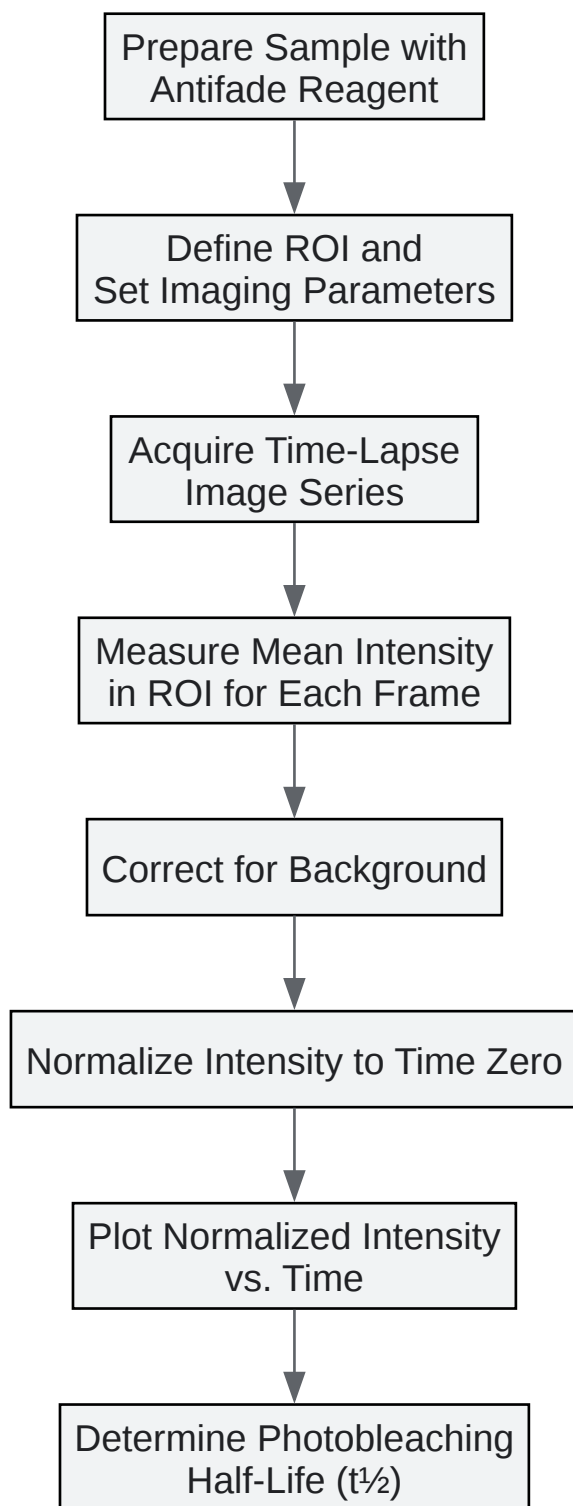 Prepare Sample with
Antifade Reagent
Define ROI and
Set Imaging Parameters
Acquire Time-Lapse
Image Series
Measure Mean Intensity
in ROI for Each Frame
Correct for Background
Normalize Intensity to Time Zero
Plot Normalized Intensity
vs. Time
Determine Photobleaching
Half-Life (t½)